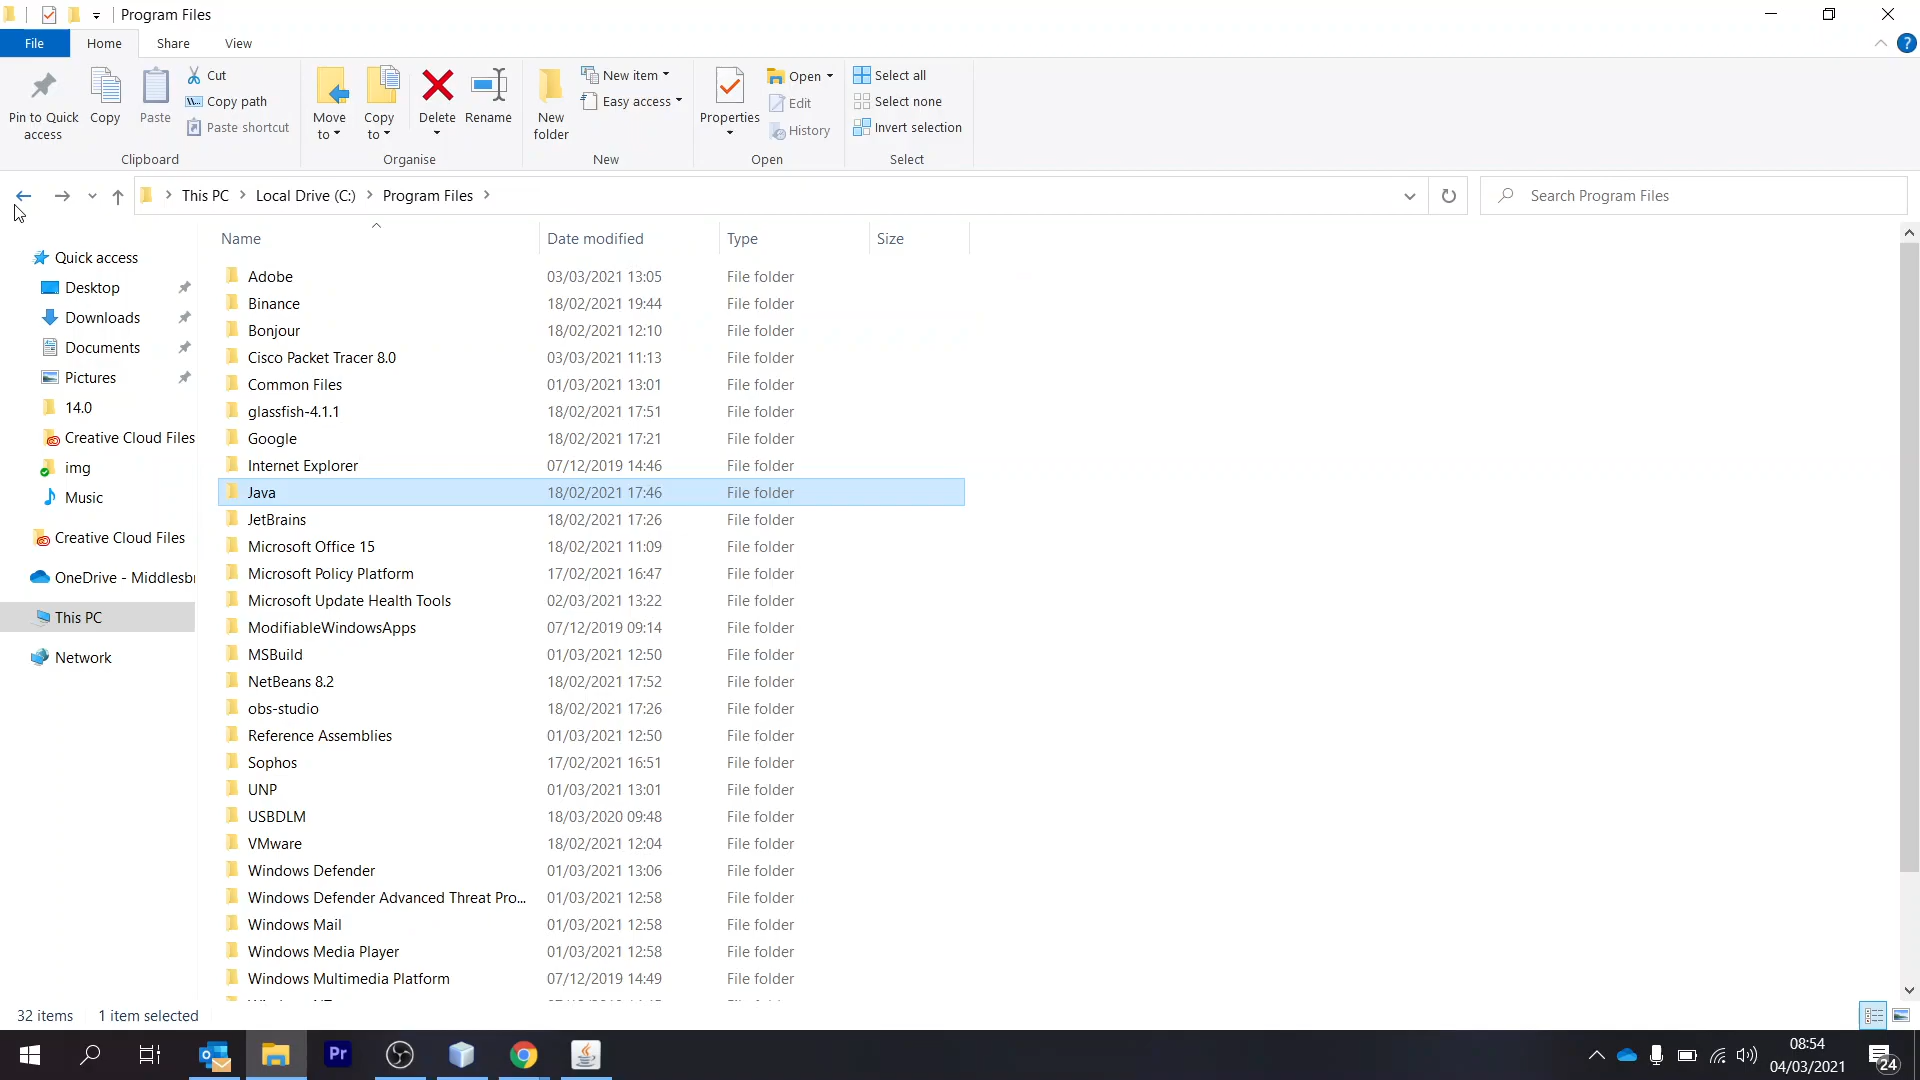 Program Files
File Home Share View
Pin to Quick access
Copy
Paste
Cut
Copy path
Paste shortcut
Clipboard
Move to
Copy to
Delete
Rename
Organise
New folder
New item
Easy access
New
Properties
Open
Edit
History
Open
Select all
Select none
Invert selection
Select
This PC Local Drive (C:) Program Files
Search Program Files
Quick access
Desktop
Downloads
Documents
Pictures
14.0
Creative Cloud Files
img
Music
Creative Cloud Files
OneDrive - Middlesbr
This PC
Network
Name Date modified Type Size
Adobe 03/03/2021 13:05 File folder
Binance 18/02/2021 19:44 File folder
Bonjour 18/02/2021 12:10 File folder
Cisco Packet Tracer 8.0 03/03/2021 11:13 File folder
Common Files 01/03/2021 13:01 File folder
glassfish-4.1.1 18/02/2021 17:51 File folder
Google 18/02/2021 17:21 File folder
Internet Explorer 07/12/2019 14:46 File folder
Java 18/02/2021 17:46 File folder
JetBrains 18/02/2021 17:26 File folder
Microsoft Office 15 18/02/2021 11:09 File folder
Microsoft Policy Platform 17/02/2021 16:47 File folder
Microsoft Update Health Tools 02/03/2021 13:22 File folder
ModifiableWindowsApps 07/12/2019 09:14 File folder
MSBuild 01/03/2021 12:50 File folder
NetBeans 8.2 18/02/2021 17:52 File folder
obs-studio 18/02/2021 17:26 File folder
Reference Assemblies 01/03/2021 12:50 File folder
Sophos 17/02/2021 16:51 File folder
UNP 01/03/2021 13:01 File folder
USBDLM 18/03/2020 09:48 File folder
VMware 18/02/2021 12:04 File folder
Windows Defender 01/03/2021 13:06 File folder
Windows Defender Advanced Threat Pro... 01/03/2021 12:58 File folder
Windows Mail 01/03/2021 12:58 File folder
Windows Media Player 01/03/2021 12:58 File folder
Windows Multimedia Platform 07/12/2019 14:49 File folder
32 items 1 item selected
Pr
08:54
04/03/2021
24